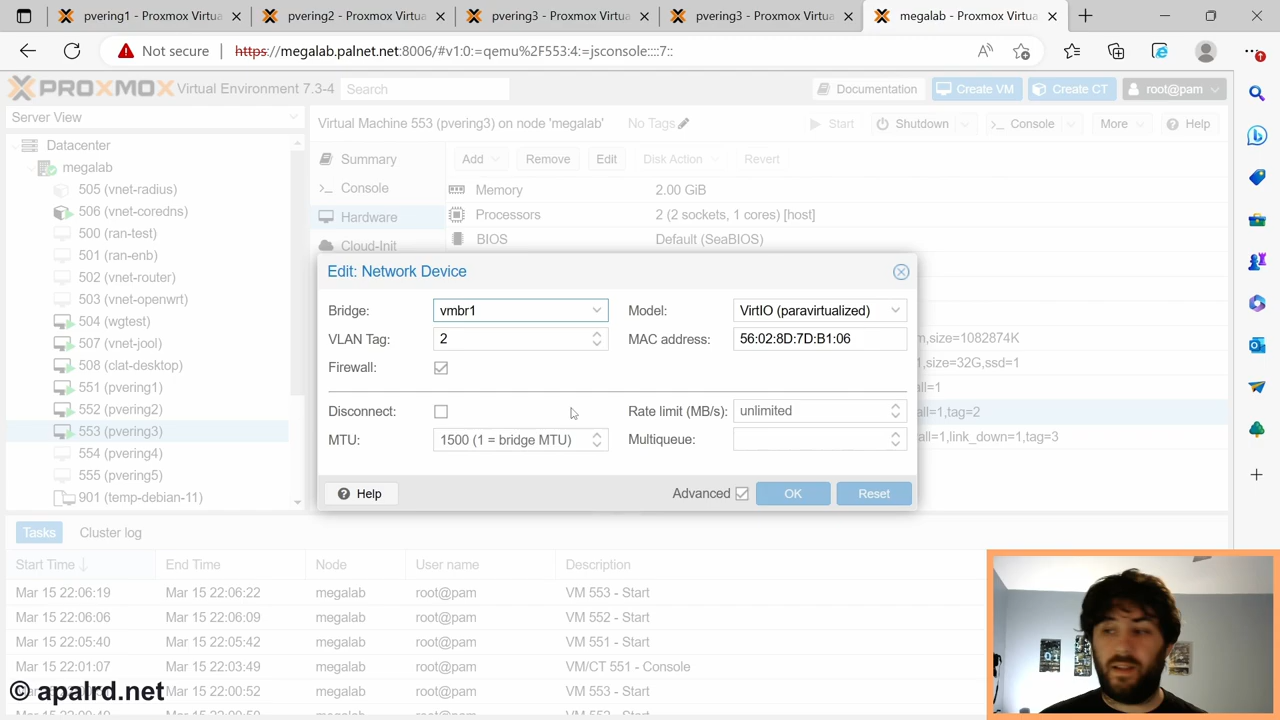 pvering1 - Proxmox Virtua
pvering2 - Proxmox Virtual
pvering3 - Proxmox Virtual
pvering3 - Proxmox Virtual
megalab - Proxmox Virtua
Not secure
https://megalab.palnet.net:8006/#v1:0:=qemu%2F553:4:=jsconsole::::7::
PROXMOX Virtual Environment 7.3-4
Search
Documentation
Create VM
Create CT
root@pam
Server View
Virtual Machine 553 (pvering3) on node 'megalab'
No Tags
Start
Shutdown
Console
More
Help
Datacenter
megalab
505 (vnet-radius)
506 (vnet-coredns)
500 (ran-test)
501 (ran-enb)
502 (vnet-router)
503 (vnet-openwrt)
504 (wgtest)
507 (vnet-jool)
508 (clat-desktop)
551 (pvering1)
552 (pvering2)
553 (pvering3)
554 (pvering4)
555 (pvering5)
901 (temp-debian-11)
Summary
Console
Hardware
Cloud-Init
Add
Remove
Edit
Disk Action
Revert
Memory 2.00 GiB
Processors 2 (2 sockets, 1 cores) [host]
BIOS Default (SeaBIOS)
m,size=1082874K
1,size=32G,ssd=1
all=1
all=1,tag=2
all=1,link_down=1,tag=3
Edit: Network Device
Bridge: vmbr1
Model: VirtIO (paravirtualized)
VLAN Tag: 2
MAC address: 56:02:8D:7D:B1:06
Firewall:
Disconnect:
Rate limit (MB/s): unlimited
MTU: 1500 (1 = bridge MTU)
Multiqueue:
Help
Advanced
OK
Reset
Tasks
Cluster log
Start Time End Time Node User name Description
Mar 15 22:06:19 Mar 15 22:06:22 megalab root@pam VM 553 - Start
Mar 15 22:06:06 Mar 15 22:06:09 megalab root@pam VM 552 - Start
Mar 15 22:05:40 Mar 15 22:05:42 megalab root@pam VM 551 - Start
Mar 15 22:01:07 Mar 15 22:03:49 megalab root@pam VM/CT 551 - Console
Mar 15 22:00:52 megalab root@pam VM 553 - Start
© apalrd.net